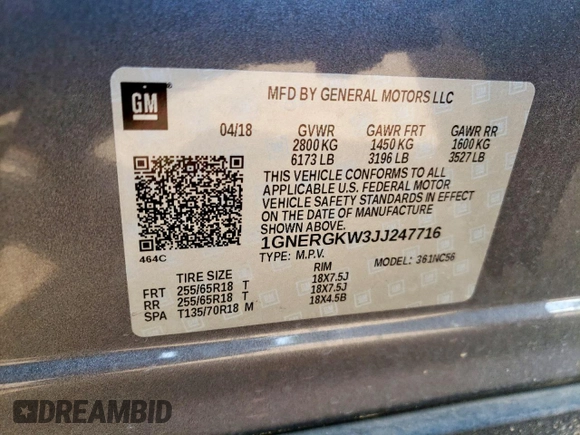 GM
MFD BY GENERAL MOTORS LLC
04/18 GVWR GAWR FRT GAWR RR
2800 KG 1450 KG 1600 KG
6173 LB 3196 LB 3527 LB
THIS VEHICLE CONFORMS TO ALL
APPLICABLE U.S. FEDERAL MOTOR
VEHICLE SAFETY STANDARDS IN EFFECT
ON THE DATE OF MANUFACTURE
SHOWN ABOVE.
1GNERGKW3JJ247716
464C
TYPE: M.P.V. MODEL: 361NC56
TIRE SIZE RIM
FRT 255/65R18 T 18X7.5J
RR 255/65R18 T 18X7.5J
SPA T135/70R18 M 18X4.5B
DREAMBID